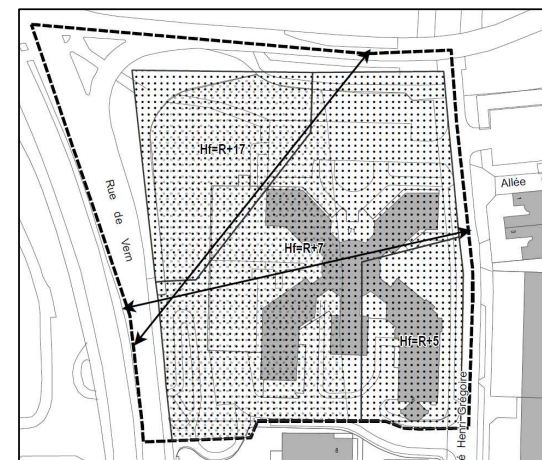 Hf=R+17
Rue de Vern
Allée
Hf=R+7
Hf=R+5
Henri-Grégoire